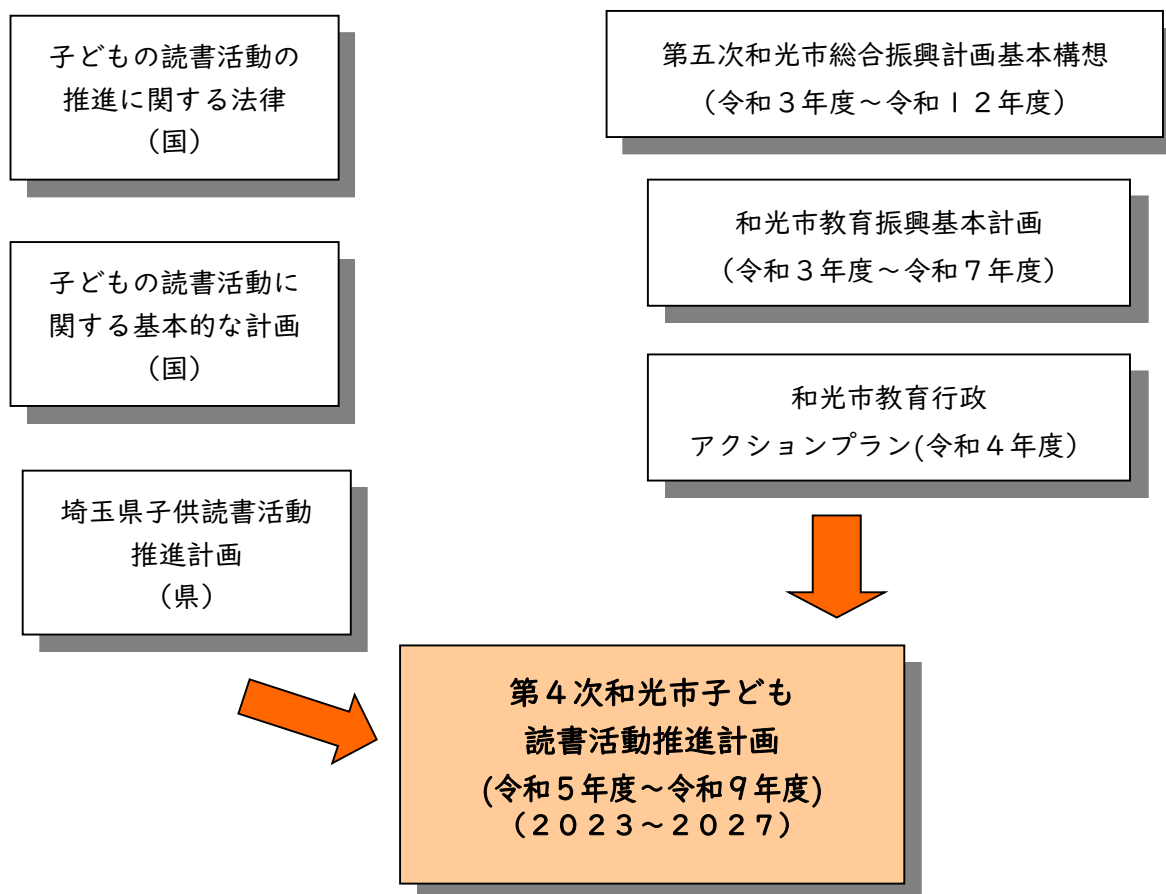 子どもの読書活動の
推進に関する法律
（国）
子どもの読書活動に
関する基本的な計画
（国）
埼玉県子供読書活動
推進計画
（県）
第五次和光市総合振興計画基本構想
（令和３年度～令和１２年度）
和光市教育振興基本計画
（令和３年度～令和７年度）
和光市教育行政
アクションプラン(令和４年度）
第４次和光市子ども
読書活動推進計画
(令和５年度～令和９年度)
（２０２３～２０２７）